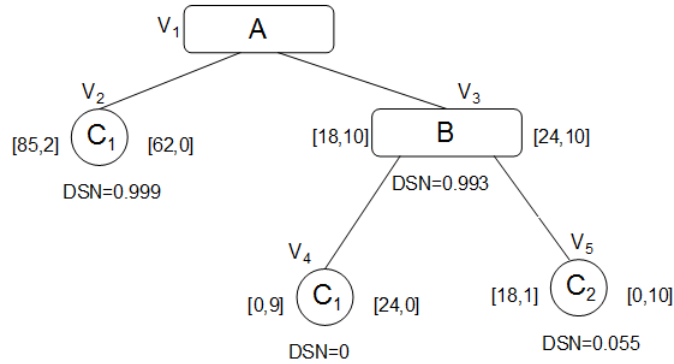 V1 A
V2
V3
[85,2] C1 [62,0]
[18,10] B [24,10]
DSN=0.999
DSN=0.993
V4
V5
[0,9] C1 [24,0]
[18,1] C2 [0,10]
DSN=0
DSN=0.055